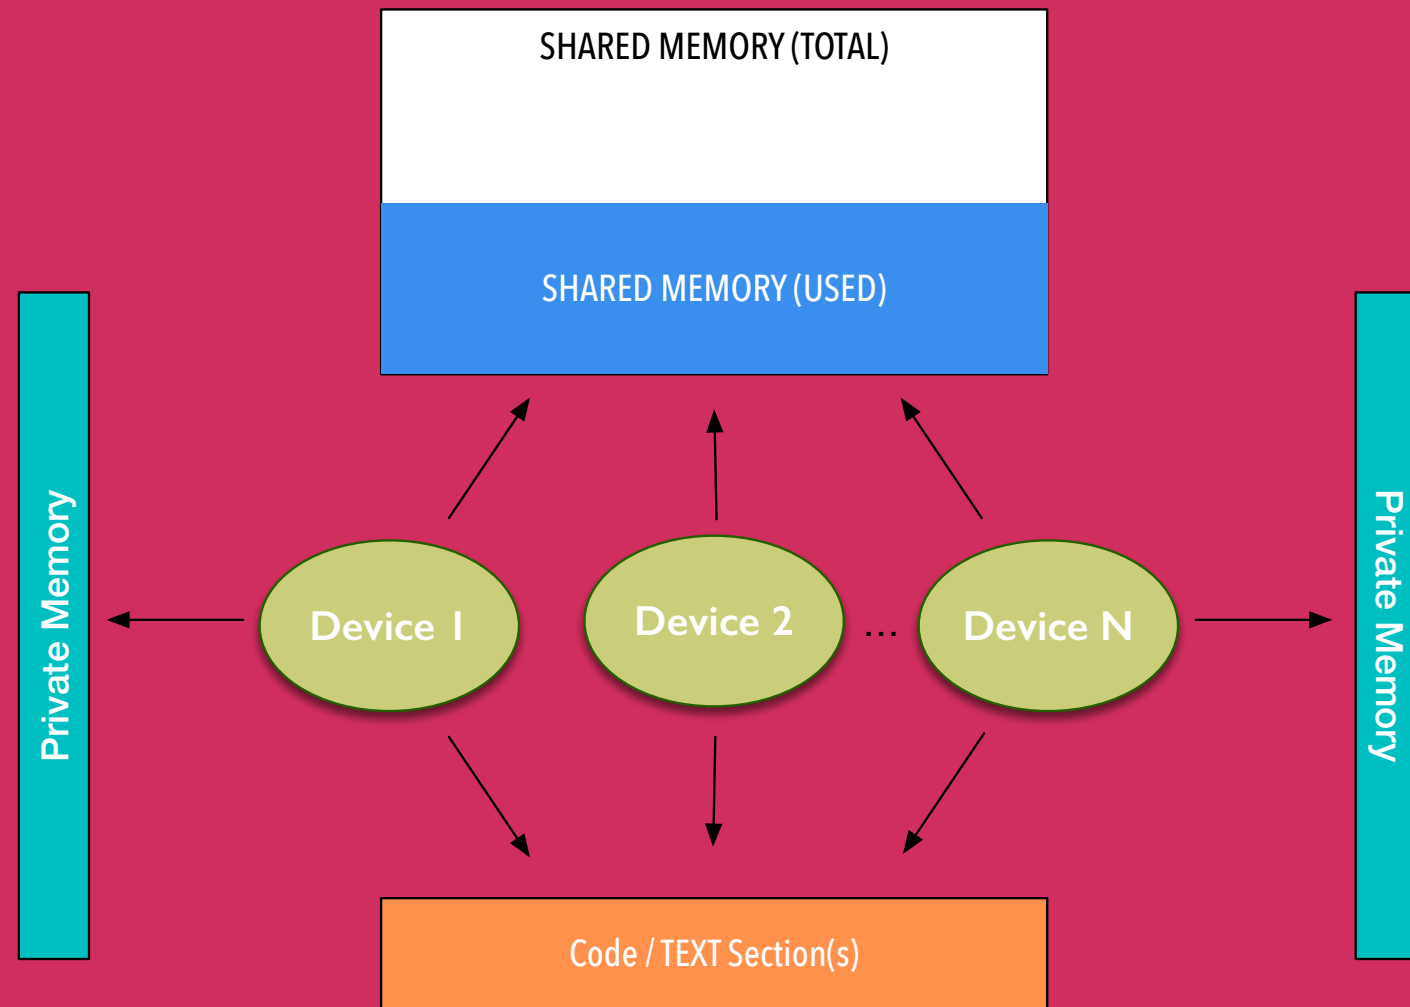 SHARED MEMORY (TOTAL)
SHARED MEMORY (USED)
Private Memory
Device 1
Device 2
...
Device N
Private Memory
Code / TEXT Section(s)